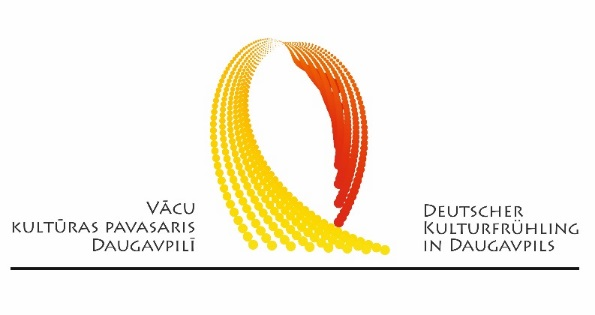 Vācu
kultūras pavasaris
Daugavpilī
Deutscher
Kulturfrühling
in Daugavpils